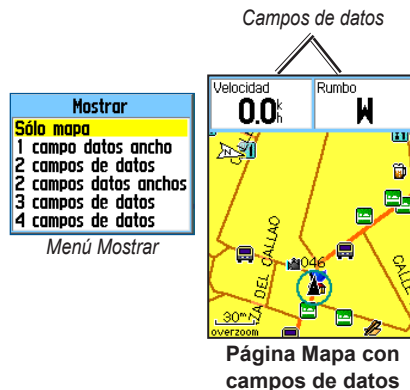 Campos de datos
Mostrar
Sólo mapa
1 campo datos ancho
2 campos de datos
2 campos datos anchos
3 campos de datos
4 campos de datos
Menú Mostrar
Velocidad
0.0 k h
Rumbo
W
N
ZA DEL CALLAO
CALL
046
30m
overzoom
Página Mapa con
campos de datos